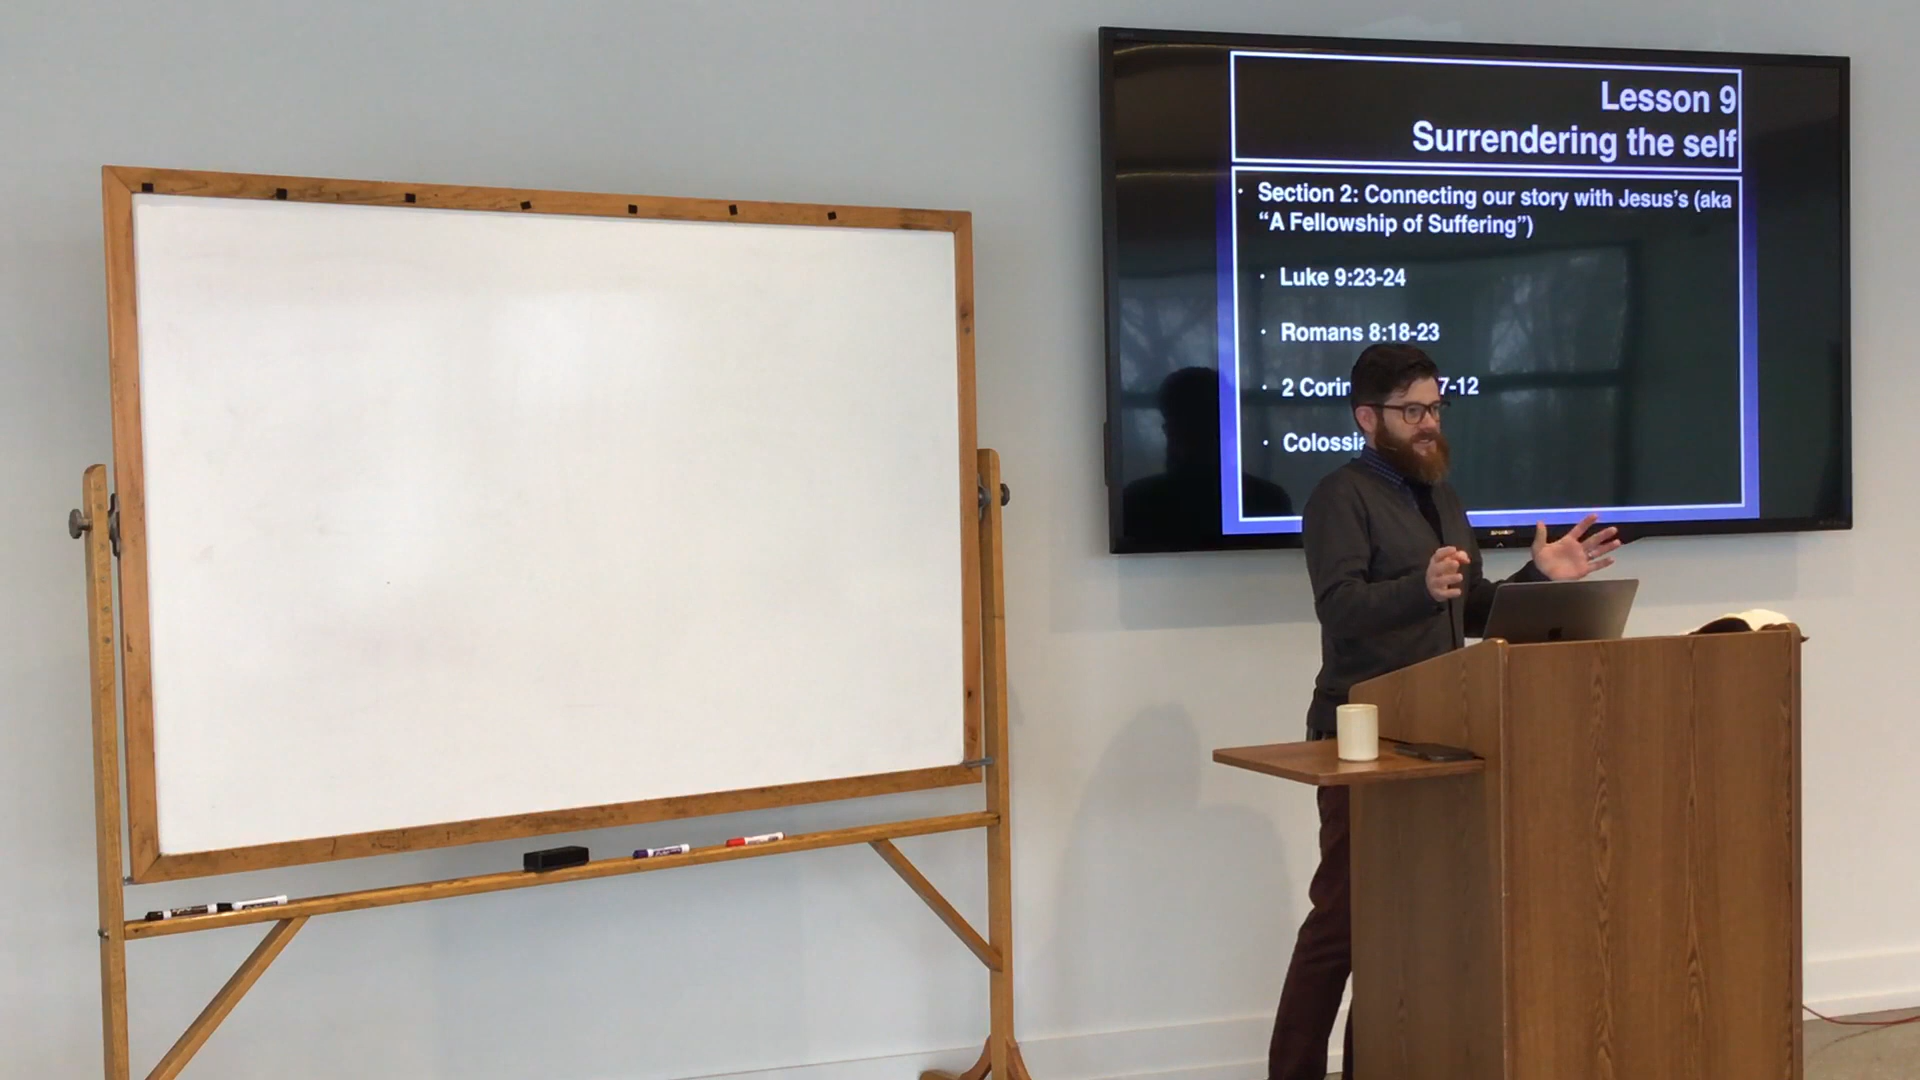 Lesson 9
Surrendering the self
· Section 2: Connecting our story with Jesus's (aka
“A Fellowship of Suffering”)
· Luke 9:23-24
· Romans 8:18-23
· 2 Corin 7-12
· Colossia
SHARP